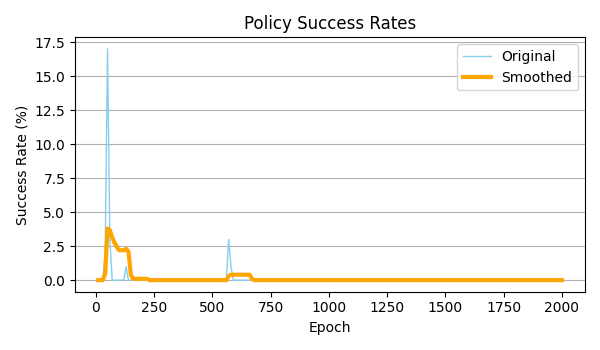 Policy Success Rates
Original
Smoothed
Success Rate (%)
17.5
15.0
12.5
10.0
7.5
5.0
2.5
0.0
0 250 500 750 1000 1250 1500 1750 2000
Epoch